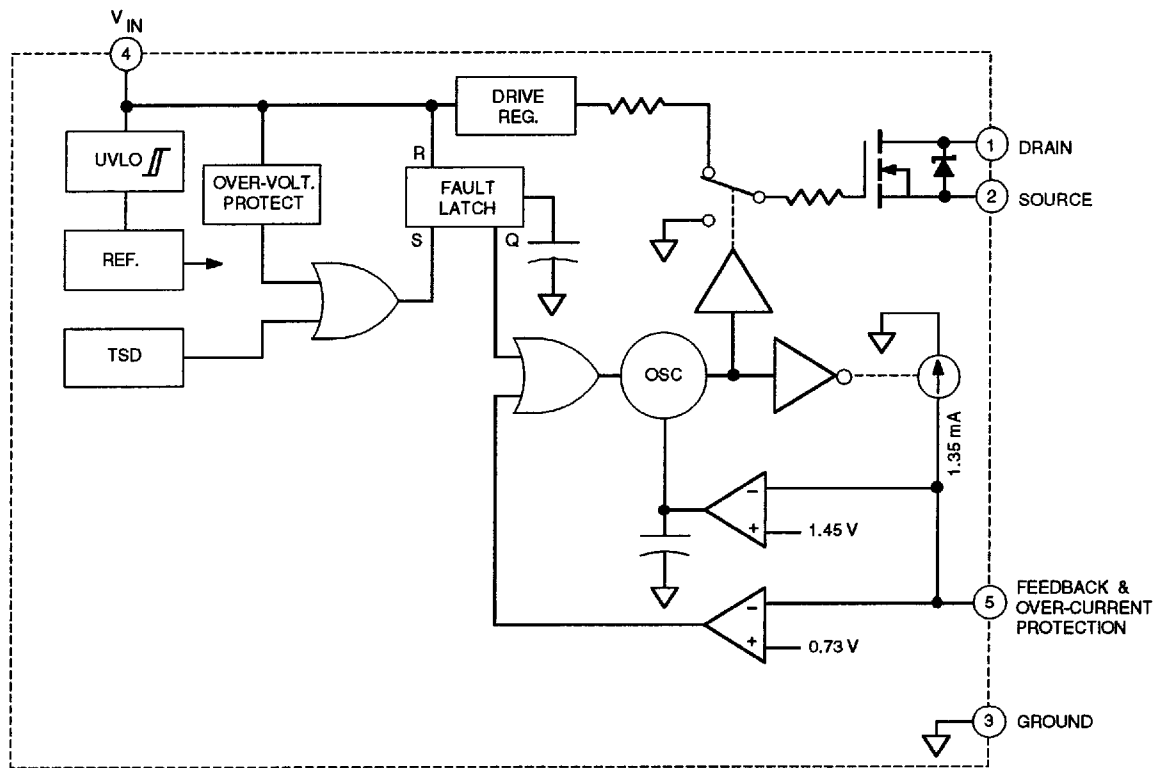 V IN
4
DRIVE
REG.
1 DRAIN
UVLO
R
OVER-VOLT.
PROTECT
FAULT
LATCH
2 SOURCE
S
Q
REF.
TSD
OSC
1.35 mA
–
+ 1.45 V
5
FEEDBACK &
OVER-CURRENT
PROTECTION
–
+ 0.73 V
3 GROUND